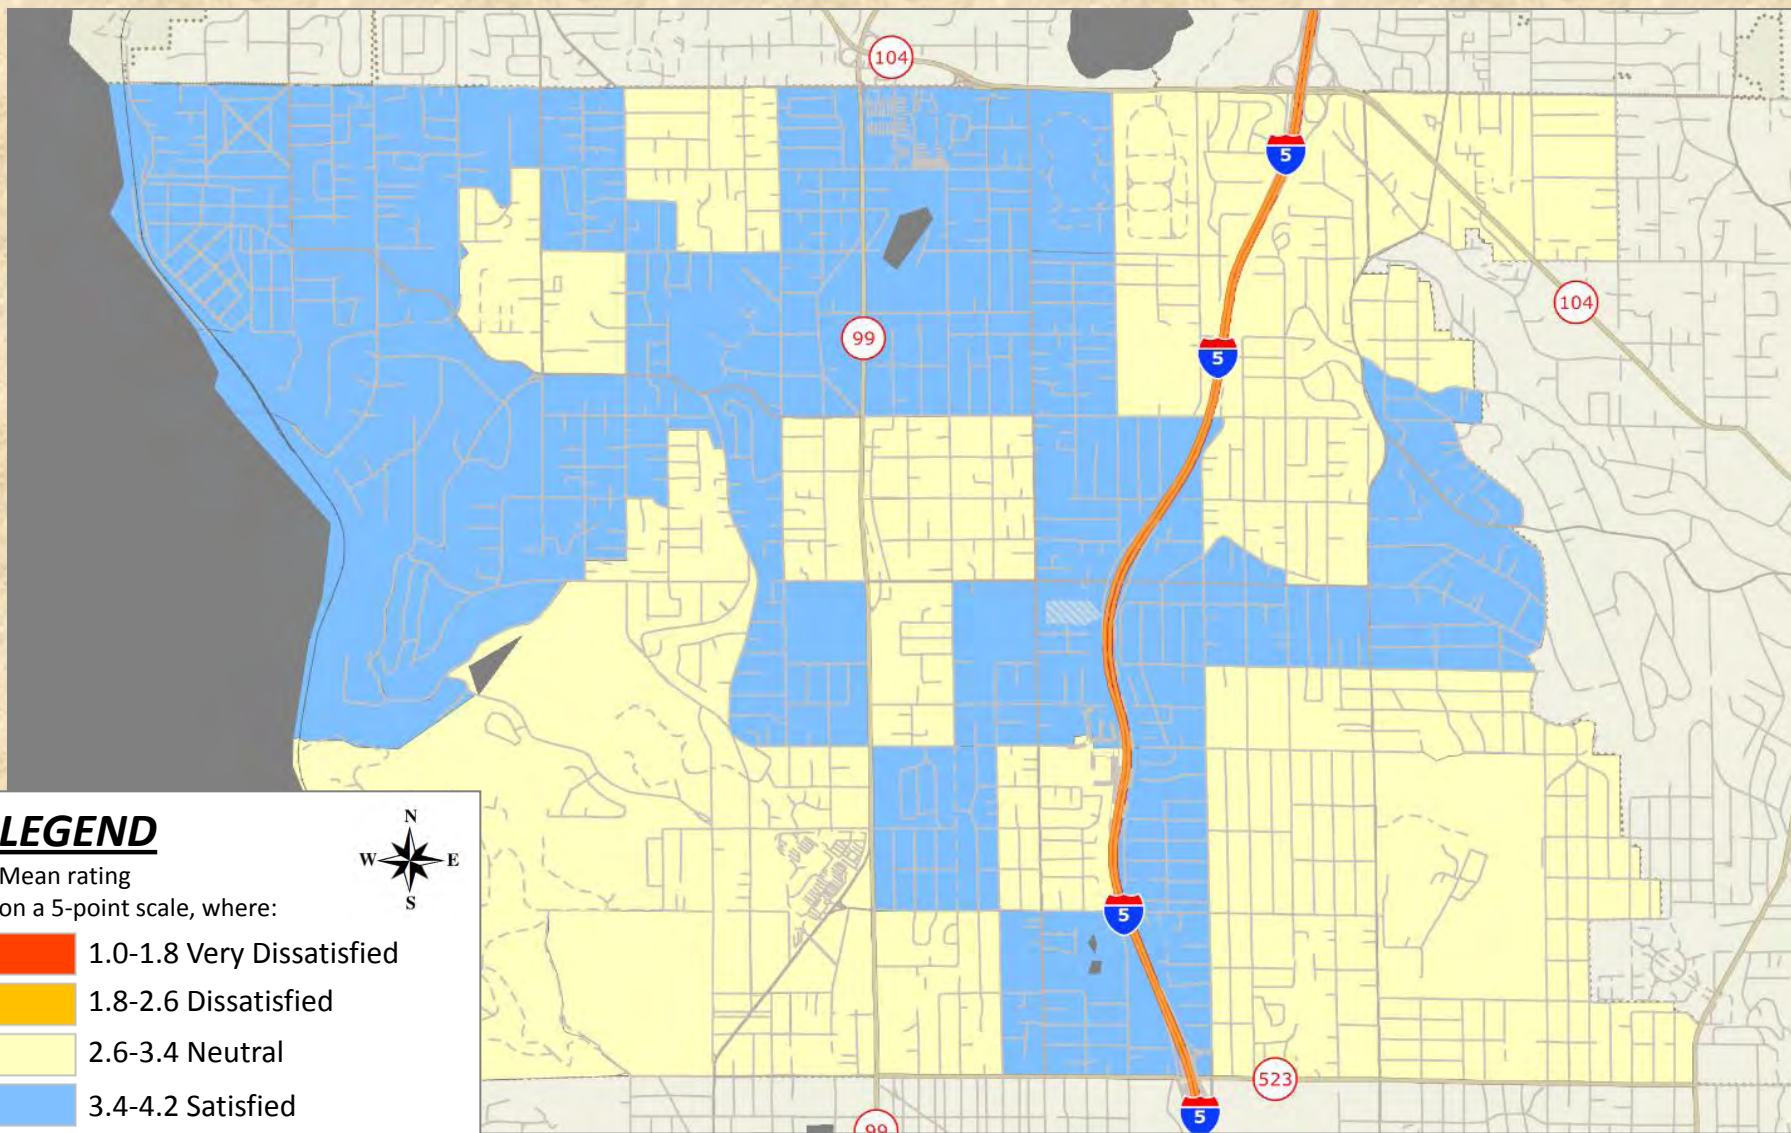 104
5
104
99
5
LEGEND
N
W E
S
Mean rating
on a 5-point scale, where:
1.0-1.8 Very Dissatisfied
5
1.8-2.6 Dissatisfied
2.6-3.4 Neutral
523
3.4-4.2 Satisfied
5
99